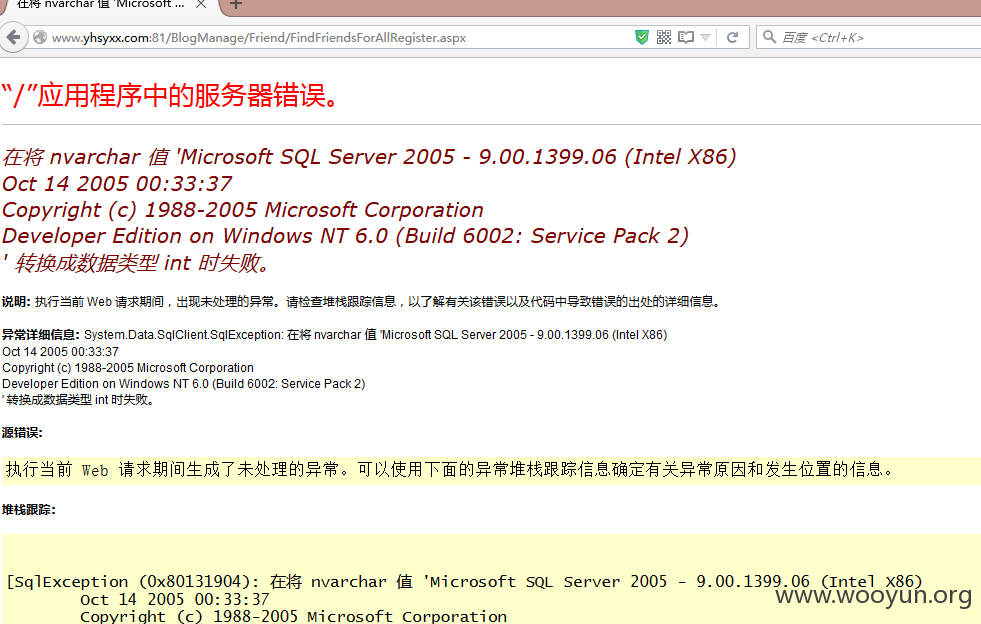 在将 nvarchar 值 'Microsoft ...
www.yhsyxx.com:81/BlogManage/Friend/FindFriendsForAllRegister.aspx
百度 <Ctrl+K>
“/”应用程序中的服务器错误。
在将 nvarchar 值 'Microsoft SQL Server 2005 - 9.00.1399.06 (Intel X86)
Oct 14 2005 00:33:37
Copyright (c) 1988-2005 Microsoft Corporation
Developer Edition on Windows NT 6.0 (Build 6002: Service Pack 2)
' 转换成数据类型 int 时失败。
说明: 执行当前 Web 请求期间，出现未处理的异常。请检查堆栈跟踪信息，以了解有关该错误以及代码中导致错误的出处的详细信息。
异常详细信息: System.Data.SqlClient.SqlException: 在将 nvarchar 值 'Microsoft SQL Server 2005 - 9.00.1399.06 (Intel X86)
Oct 14 2005 00:33:37
Copyright (c) 1988-2005 Microsoft Corporation
Developer Edition on Windows NT 6.0 (Build 6002: Service Pack 2)
' 转换成数据类型 int 时失败。
源错误:
执行当前 Web 请求期间生成了未处理的异常。可以使用下面的异常堆栈跟踪信息确定有关异常原因和发生位置的信息。
堆栈跟踪:
[SqlException (0x80131904): 在将 nvarchar 值 'Microsoft SQL Server 2005 - 9.00.1399.06 (Intel X86)
Oct 14 2005 00:33:37
Copyright (c) 1988-2005 Microsoft Corporation
www.wooyun.org